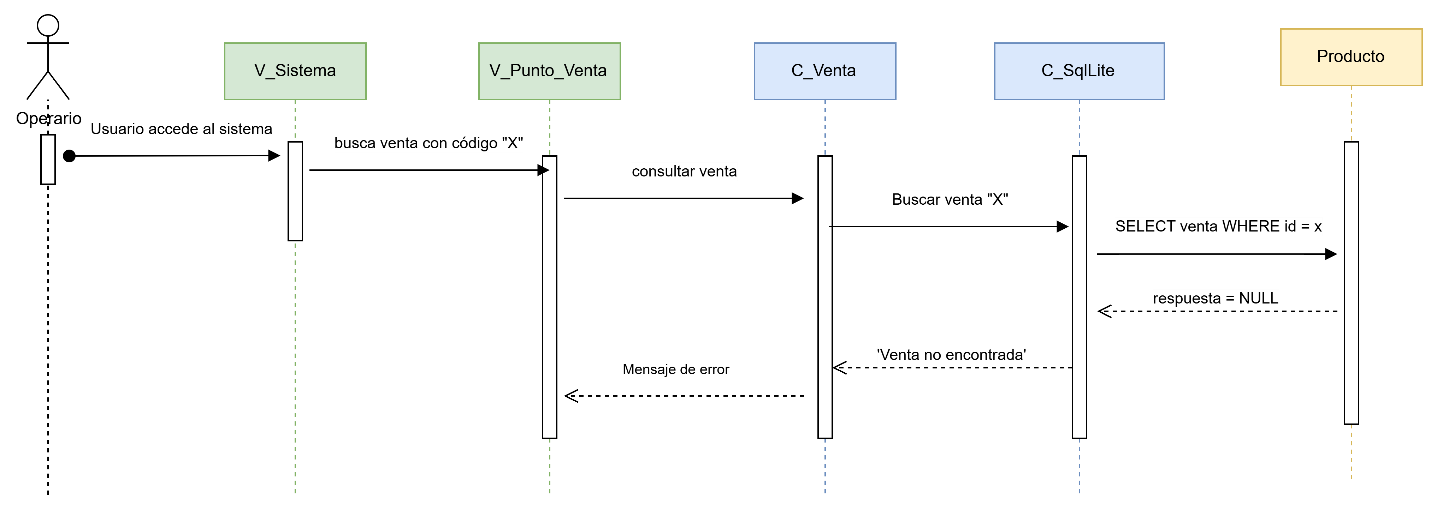 Operario
V_Sistema
V_Punto_Venta
C_Venta
C_SqlLite
Producto
Usuario accede al sistema
busca venta con código "X"
consultar venta
Buscar venta "X"
SELECT venta WHERE id = x
respuesta = NULL
'Venta no encontrada'
Mensaje de error